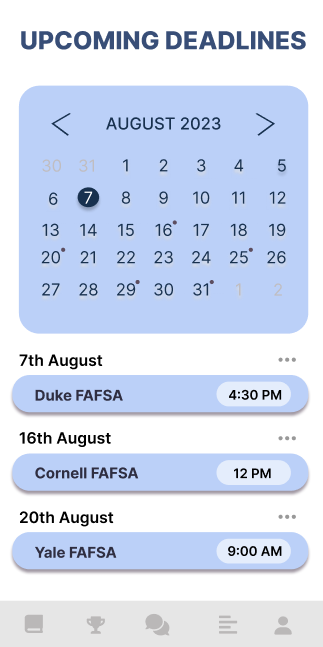 UPCOMING DEADLINES
AUGUST 2023
30 31 1 2 3 4 5
6 7 8 9 10 11 12
13 14 15 16 17 18 19
20 21 22 23 24 25 26
27 28 29 30 31 1 2
7th August
Duke FAFSA 4:30 PM
16th August
Cornell FAFSA 12 PM
20th August
Yale FAFSA 9:00 AM